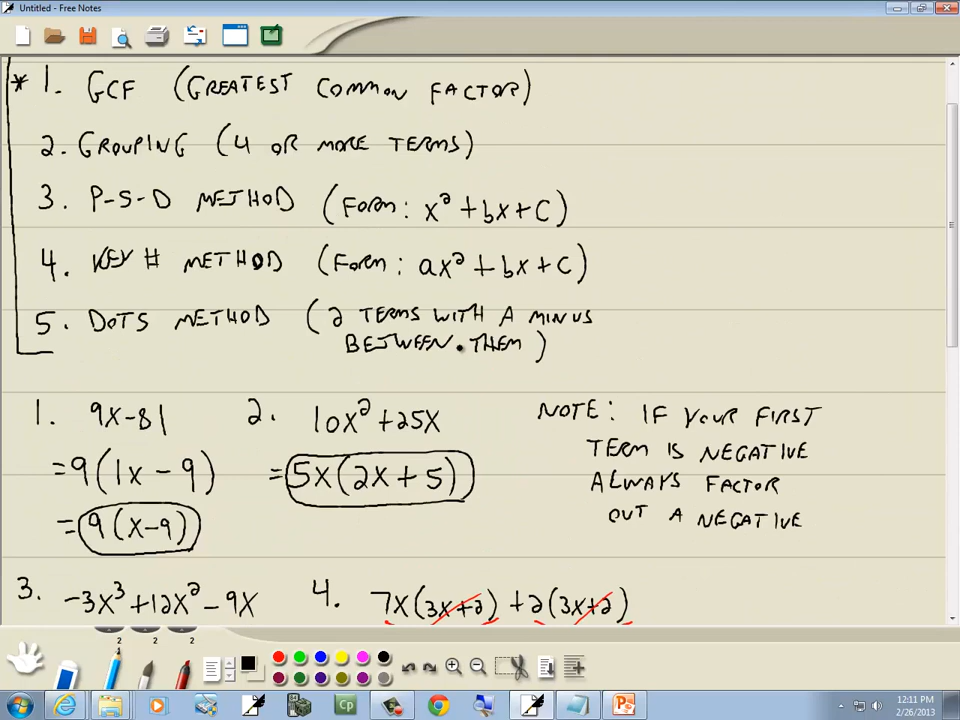 Untitled - Free Notes
* 1. GCF (GREATEST COMMON FACTOR)
2. GROUPING (4 OR MORE TERMS)
3. P-S-D METHOD (Form: x² + bx + C)
4. KEY # METHOD (Form: ax² + bx + C)
5. DOTS METHOD (2 TERMS WITH A MINUS
BETWEEN THEM)
1. 9x-81
= 9(1x - 9)
= 9(x-9)
2. 10x² + 25x
= 5x(2x + 5)
NOTE: IF YOUR FIRST
TERM IS NEGATIVE
ALWAYS FACTOR
OUT A NEGATIVE
3. -3x³ + 12x² - 9x
4. 7x(3x+2) + 2(3x+2)
2 2 2
Cp
12:11 PM
2/26/2013